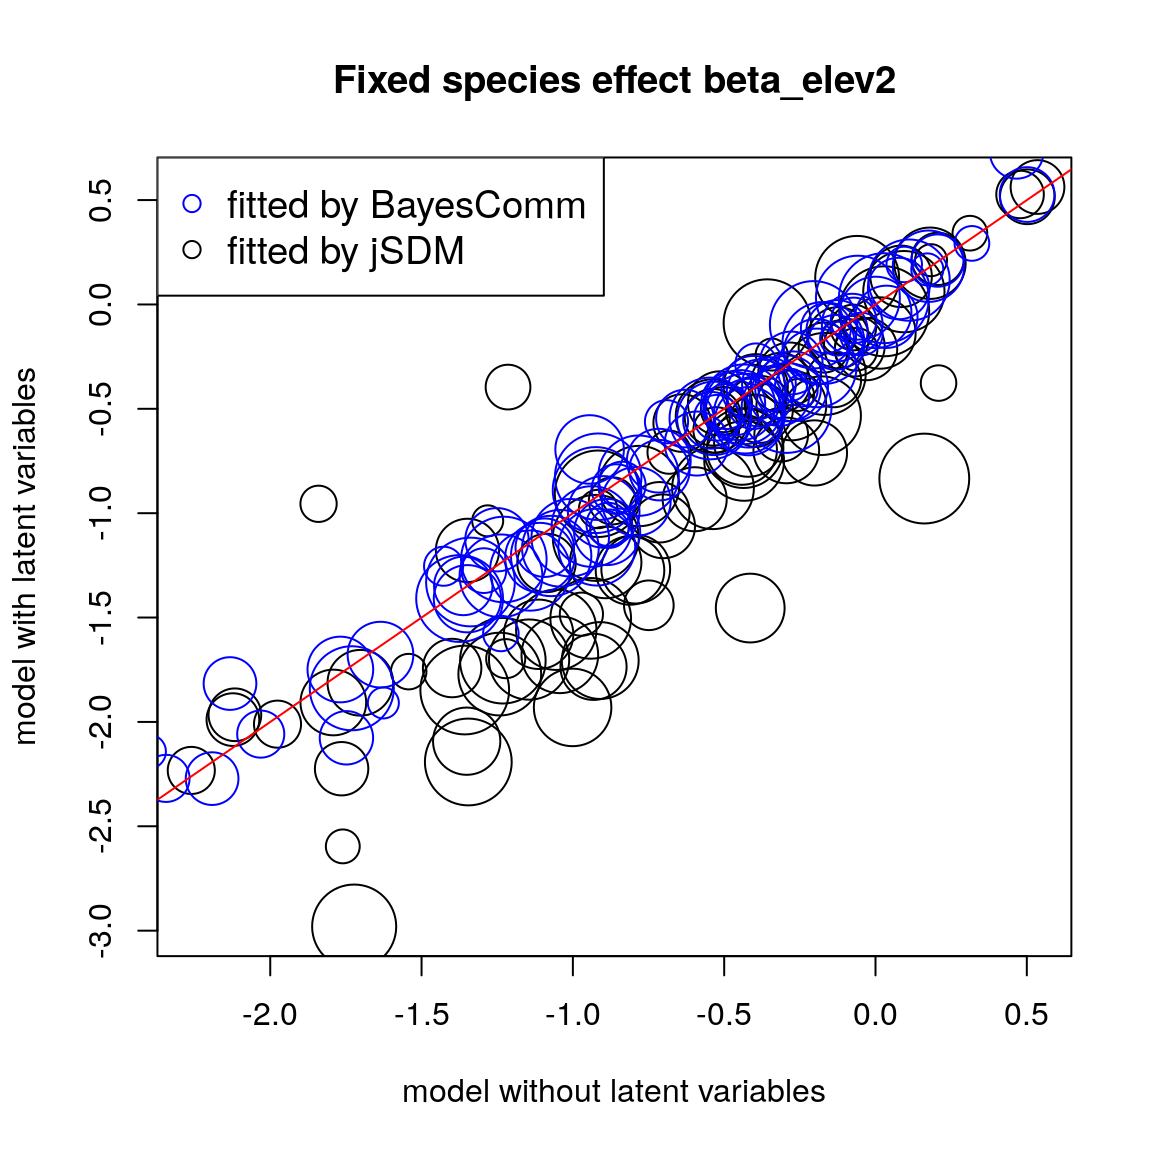 Fixed species effect beta_elev2
fitted by BayesComm
fitted by jSDM
model with latent variables
0.5
0.0
-0.5
-1.0
-1.5
-2.0
-2.5
-3.0
-2.0
-1.5
-1.0
-0.5
0.0
0.5
model without latent variables